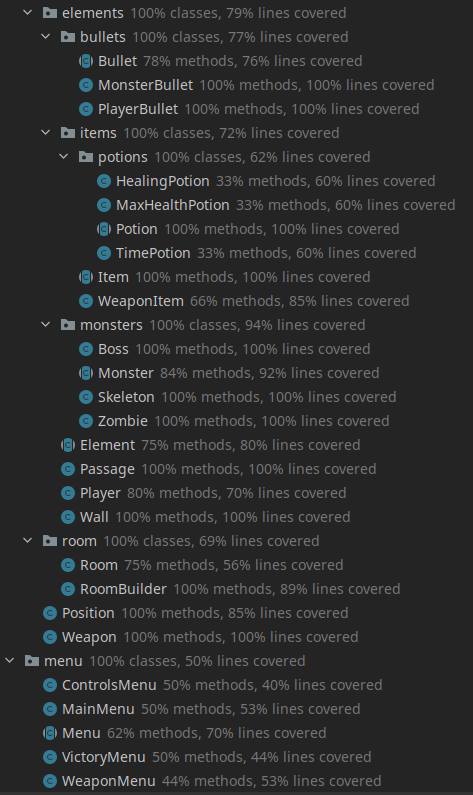 elements 100% classes, 79% lines covered
bullets 100% classes, 77% lines covered
Bullet 78% methods, 76% lines covered
MonsterBullet 100% methods, 100% lines covered
PlayerBullet 100% methods, 100% lines covered
items 100% classes, 72% lines covered
potions 100% classes, 62% lines covered
HealingPotion 33% methods, 60% lines covered
MaxHealthPotion 33% methods, 60% lines covered
Potion 100% methods, 100% lines covered
TimePotion 33% methods, 60% lines covered
Item 100% methods, 100% lines covered
WeaponItem 66% methods, 85% lines covered
monsters 100% classes, 94% lines covered
Boss 100% methods, 100% lines covered
Monster 84% methods, 92% lines covered
Skeleton 100% methods, 100% lines covered
Zombie 100% methods, 100% lines covered
Element 75% methods, 80% lines covered
Passage 100% methods, 100% lines covered
Player 80% methods, 70% lines covered
Wall 100% methods, 100% lines covered
room 100% classes, 69% lines covered
Room 75% methods, 56% lines covered
RoomBuilder 100% methods, 89% lines covered
Position 100% methods, 85% lines covered
Weapon 100% methods, 100% lines covered
menu 100% classes, 50% lines covered
ControlsMenu 50% methods, 40% lines covered
MainMenu 50% methods, 53% lines covered
Menu 62% methods, 70% lines covered
VictoryMenu 50% methods, 44% lines covered
WeaponMenu 44% methods, 53% lines covered